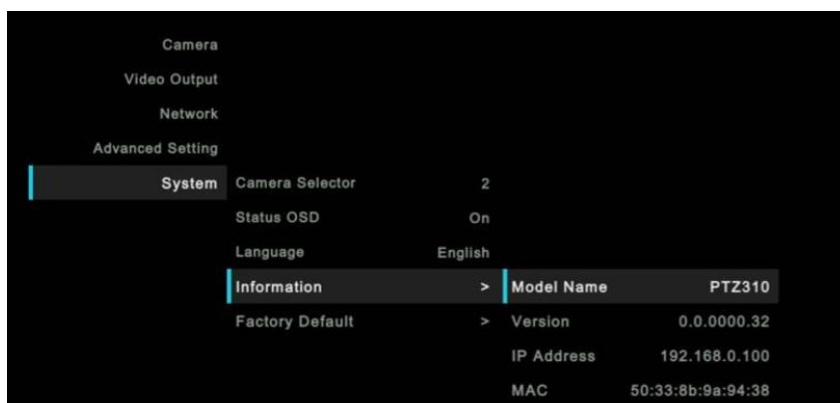 Camera
Video Output
Network
Advanced Setting
System Camera Selector 2
Status OSD On
Language English
Information > Model Name PTZ310
Factory Default > Version 0.0.0000.32
IP Address 192.168.0.100
MAC 50:33:8b:9a:94:38